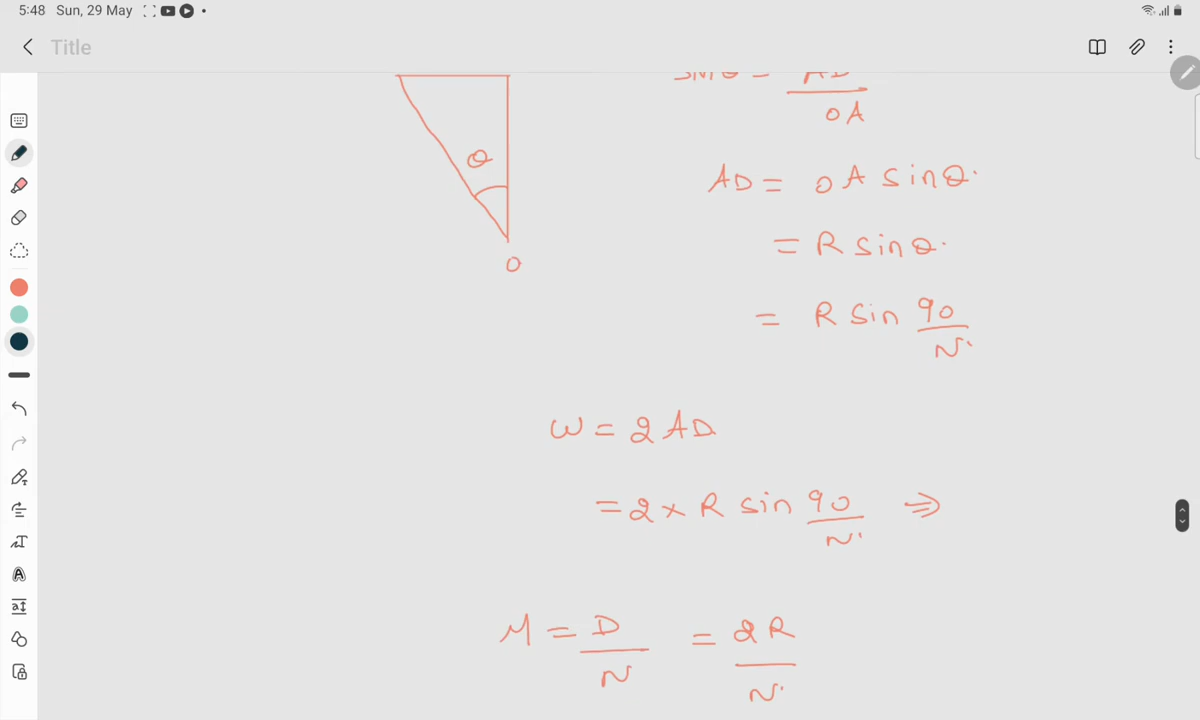 5:48 Sun, 29 May
Title
sinθ = AD
OA
θ
AD = OA sinθ.
= R sinθ.
O
= R sin 90
N.
W = 2AD
= 2 × R sin 90 ⇒
N.
M = D = 2R
N N.